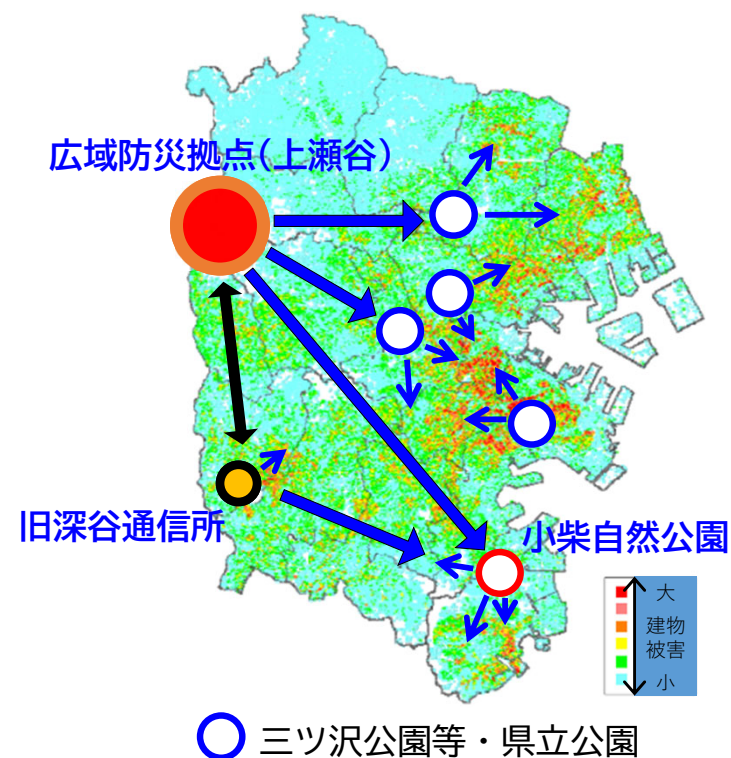 広域防災拠点(上瀬谷)
旧深谷通信所
小柴自然公園
大
建物
被害
小
三ツ沢公園等・県立公園